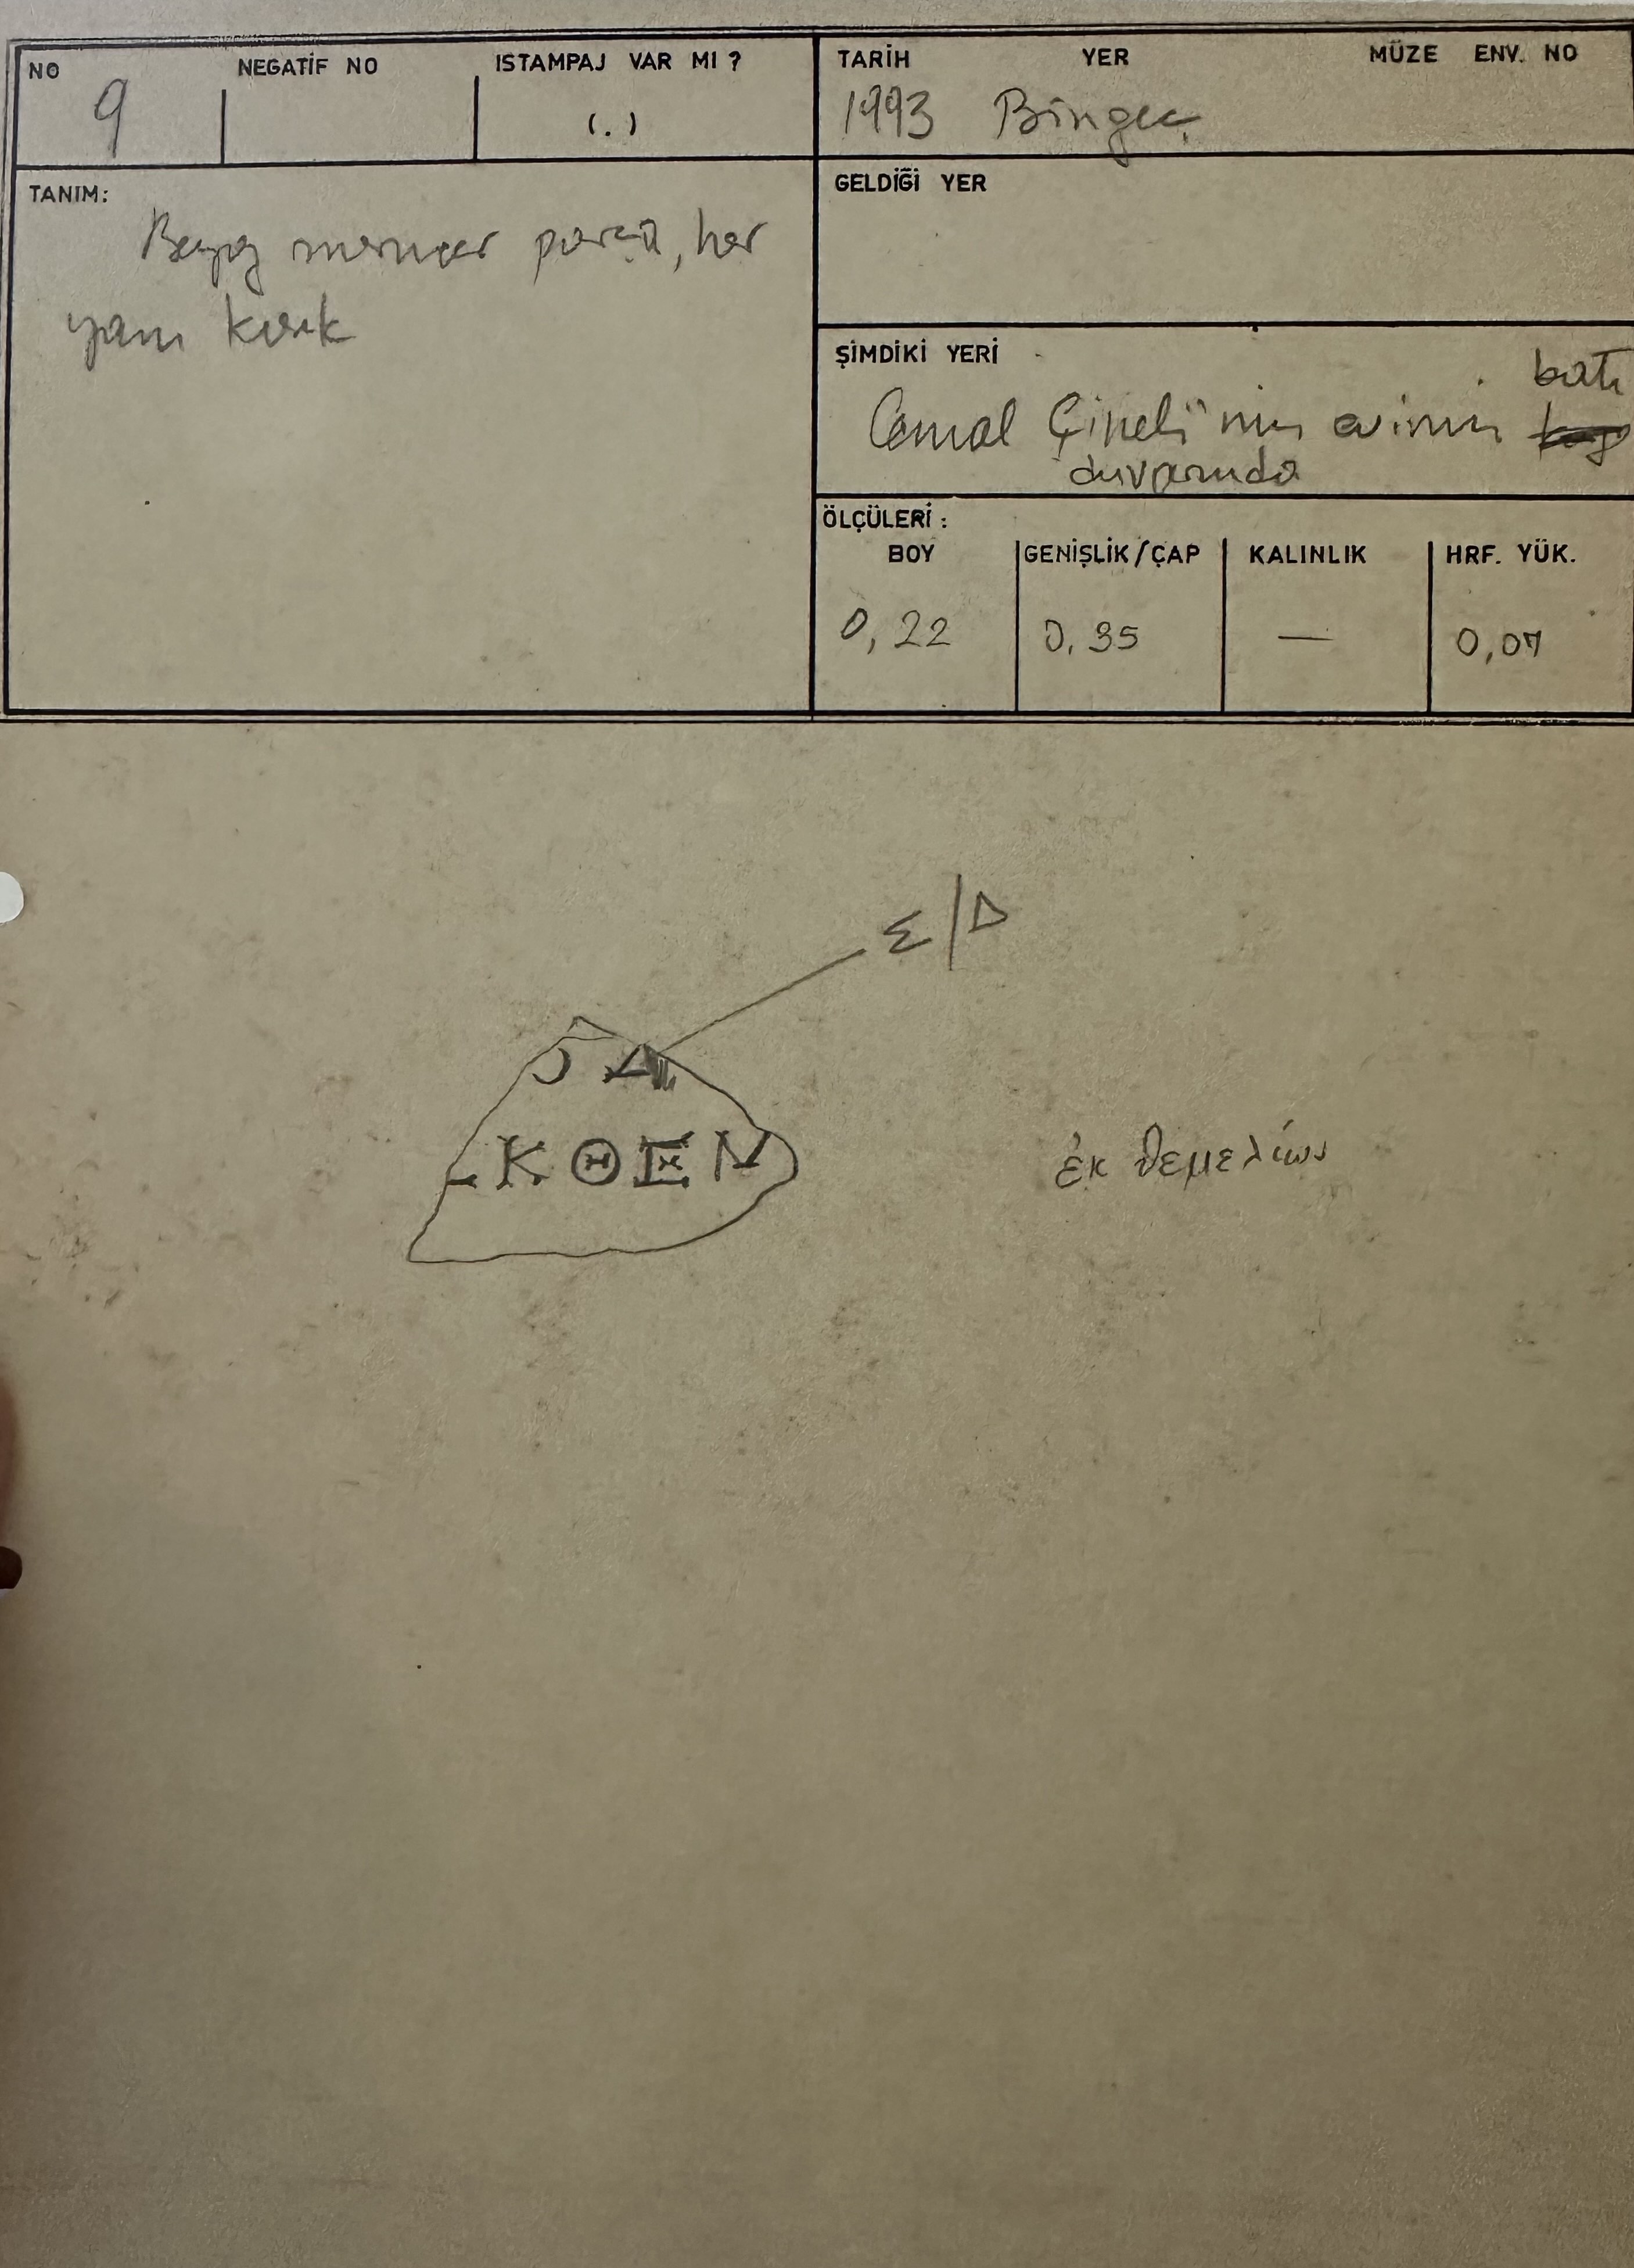 NO NEGATİF NO ISTAMPAJ VAR MI ?
9 (.)
TARİH YER MÜZE ENV. NO
1993 Bingeç
TANIM:
Beyaz mermer parça, her
yanı kırık
GELDİĞİ YER
ŞİMDİKİ YERİ
batı
Cemal Çineli'nin evinin
duvarında
ÖLÇÜLERİ :
BOY GENİŞLİK/ÇAP KALINLIK HRF. YÜK.
0,22 0,35 — 0,07
Σ/Δ
ΚΘΕΝ
ἐκ θεμελίων